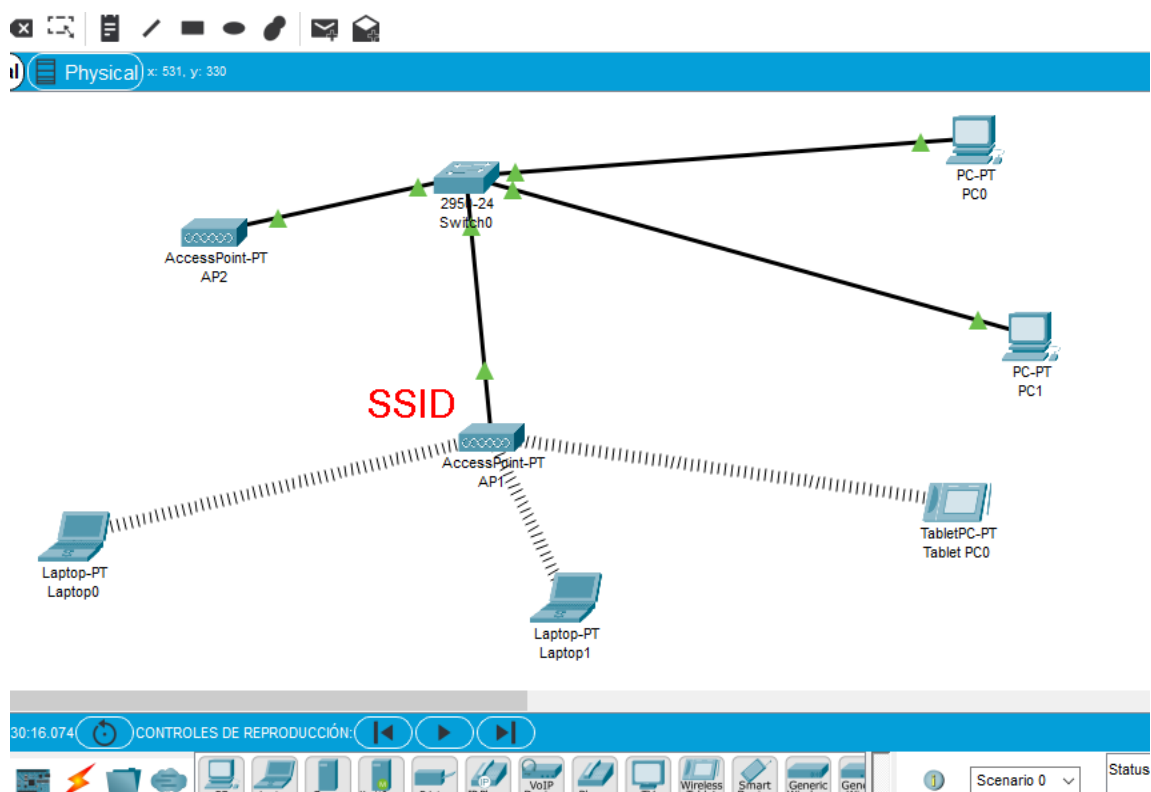 Physical x: 531, y: 330
PC-PT
PC0
2950-24
Switch0
AccessPoint-PT
AP2
PC-PT
PC1
SSID
AccessPoint-PT
AP1
TabletPC-PT
Tablet PC0
Laptop-PT
Laptop0
Laptop-PT
Laptop1
30:16.074 CONTROLES DE REPRODUCCIÓN:
VoIP
Wireless
Smart
Generic
Scenario 0
Status